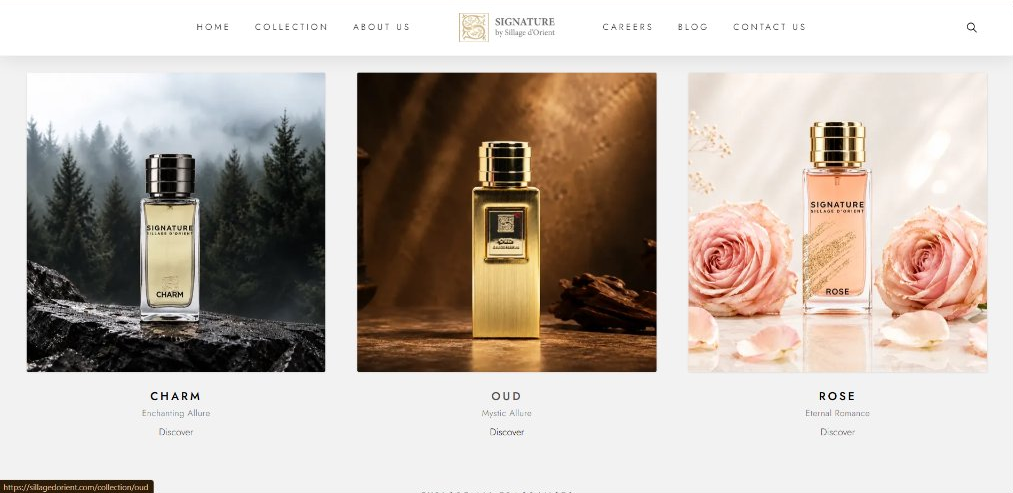 HOME COLLECTION ABOUT US SIGNATURE CAREERS BLOG CONTACT US
by Sillage d'Orient
SIGNATURE
SILLAGE D'ORIENT
CHARM
SIGNATURE
SILLAGE D'ORIENT
ROSE
CHARM OUD ROSE
Enchanting Allure Mystic Allure Eternal Romance
Discover Discover Discover
https://sillagedorient.com/collection/oud